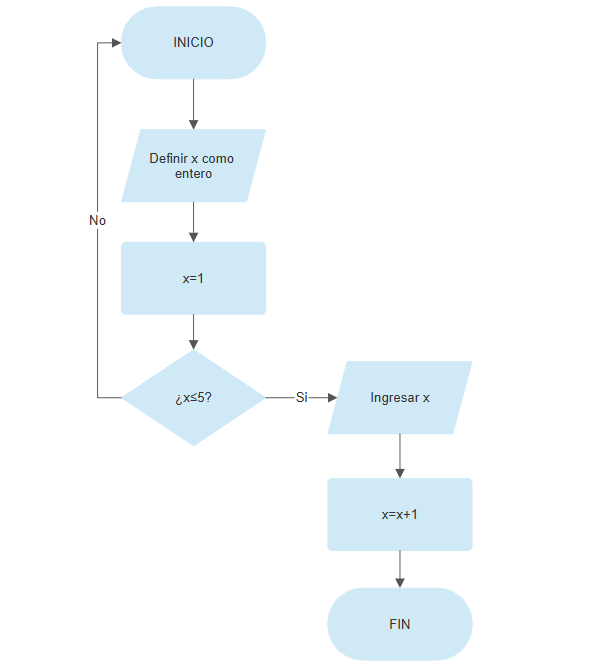 INICIO
Definir x como
entero
No
x=1
¿x≤5?
Si
Ingresar x
x=x+1
FIN